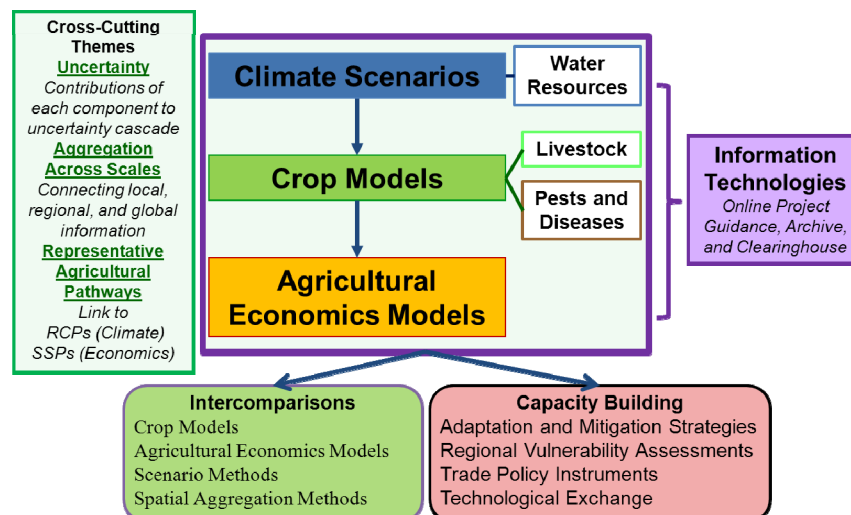 Cross-Cutting
Themes
Uncertainty
Contributions of
each component to
uncertainty cascade
Aggregation
Across Scales
Connecting local,
regional, and global
information
Representative
Agricultural
Pathways
Link to
RCPs (Climate)
SSPs (Economics)
Climate Scenarios
Water
Resources
Crop Models
Livestock
Pests and
Diseases
Agricultural
Economics Models
Information
Technologies
Online Project
Guidance, Archive,
and Clearinghouse
Intercomparisons
Crop Models
Agricultural Economics Models
Scenario Methods
Spatial Aggregation Methods
Capacity Building
Adaptation and Mitigation Strategies
Regional Vulnerability Assessments
Trade Policy Instruments
Technological Exchange